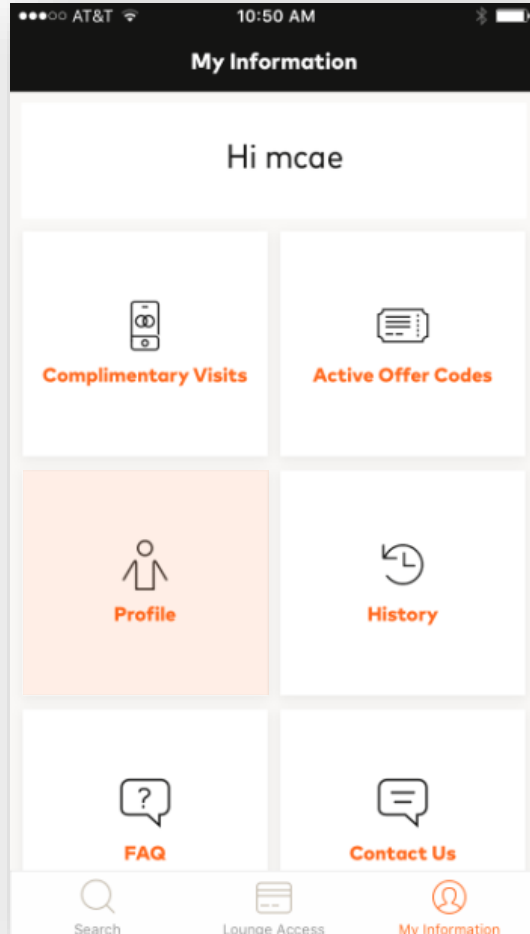 AT&T 10:50 AM
My Information
Hi mcae
Complimentary Visits Active Offer Codes
Profile History
?
FAQ Contact Us
Search Lounge Access My Information